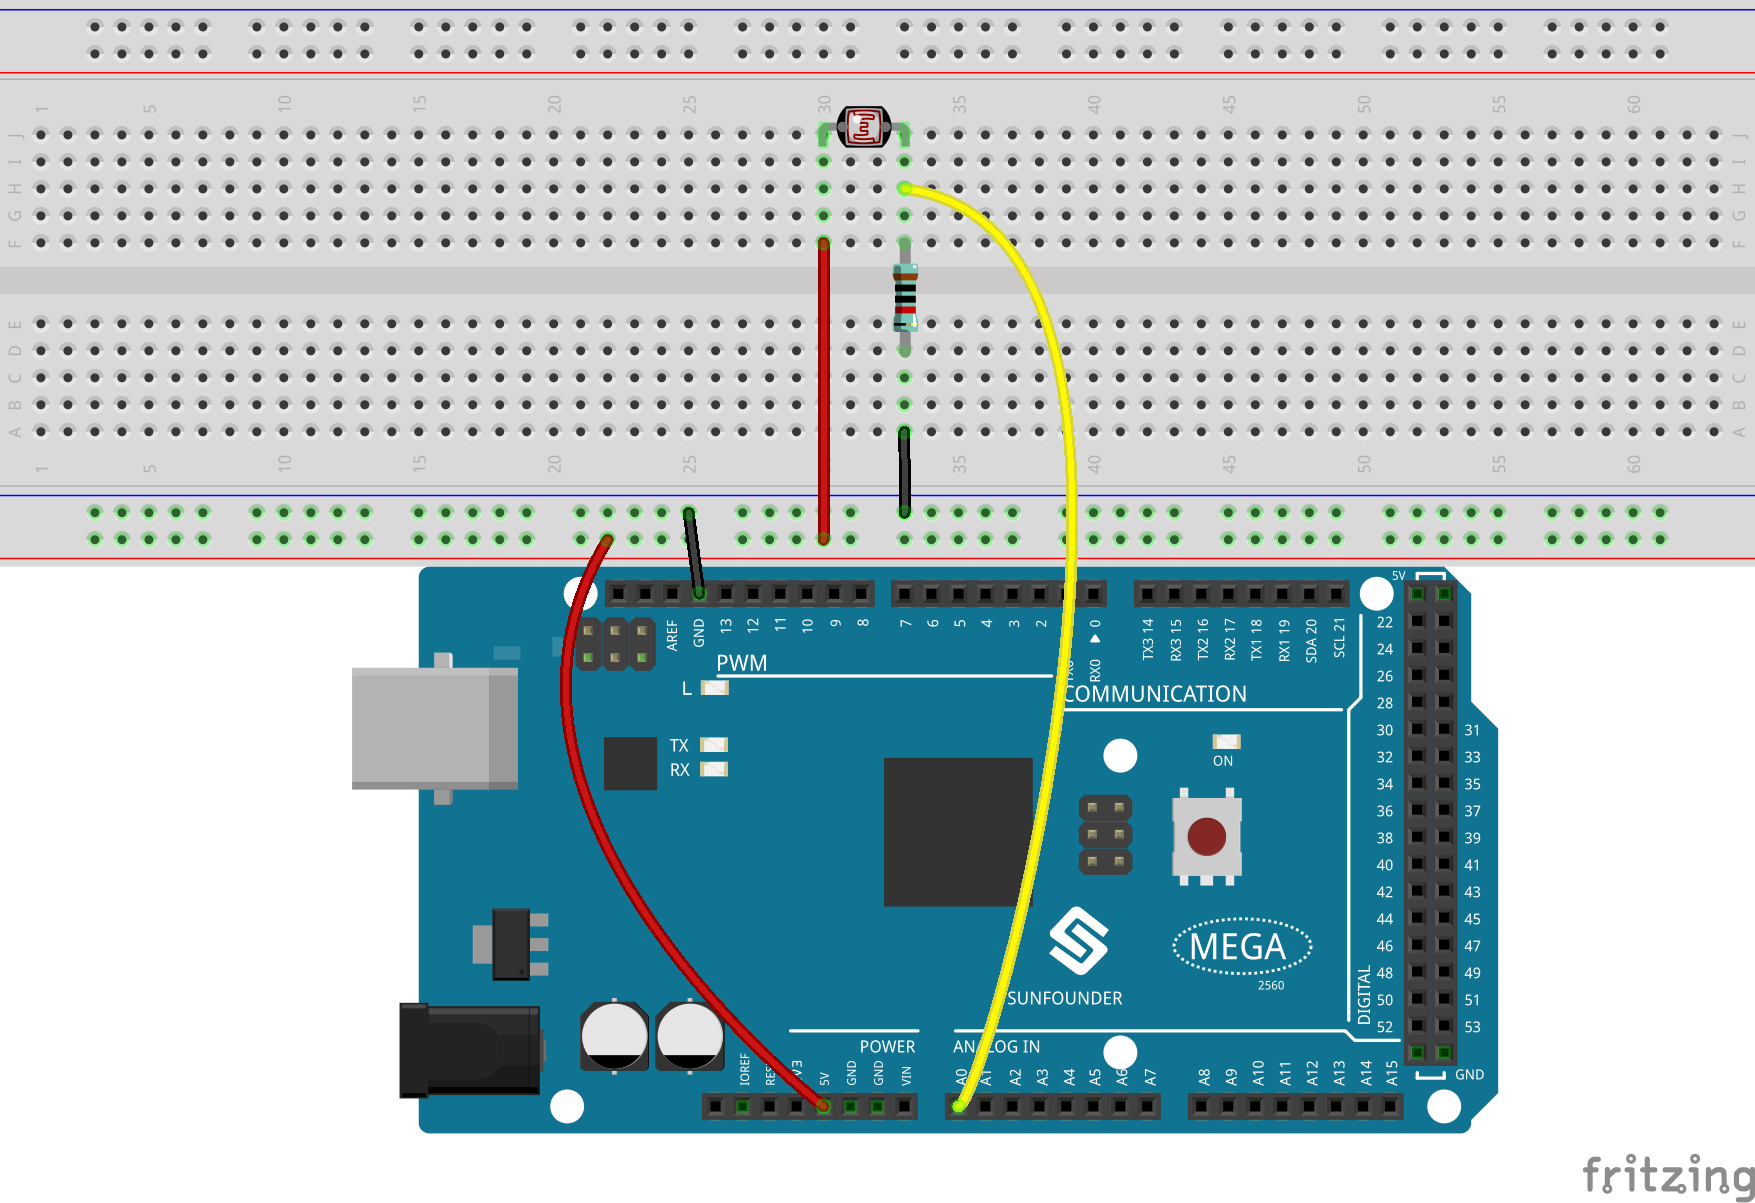 1 5 10 15 20 25 30 35 40 45 50 55 60
J J
I I
H H
G G
F F
E E
D D
C C
B B
A A
1 5 10 15 20 25 30 35 40 45 50 55 60
5V
AREF GND 13 12 11 10 9 8 7 6 5 4 3 2 0 TX3 14 RX3 15 TX2 16 RX2 17 TX1 18 RX1 19 SDA 20 SCL 21
RX0
PWM
COMMUNICATION
L
TX
RX
ON
22
24
26
28
30 31
32 33
34 35
36 37
38 39
40 41
42 43
44 45
46 47
48 49
50 51
52 53
DIGITAL
GND
MEGA
2560
SUNFOUNDER
POWER
ANALOG IN
IOREF 5V GND GND VIN
A0 A1 A2 A3 A4 A5 A6 A7 A8 A9 A10 A11 A12 A13 A14 A15
fritzing